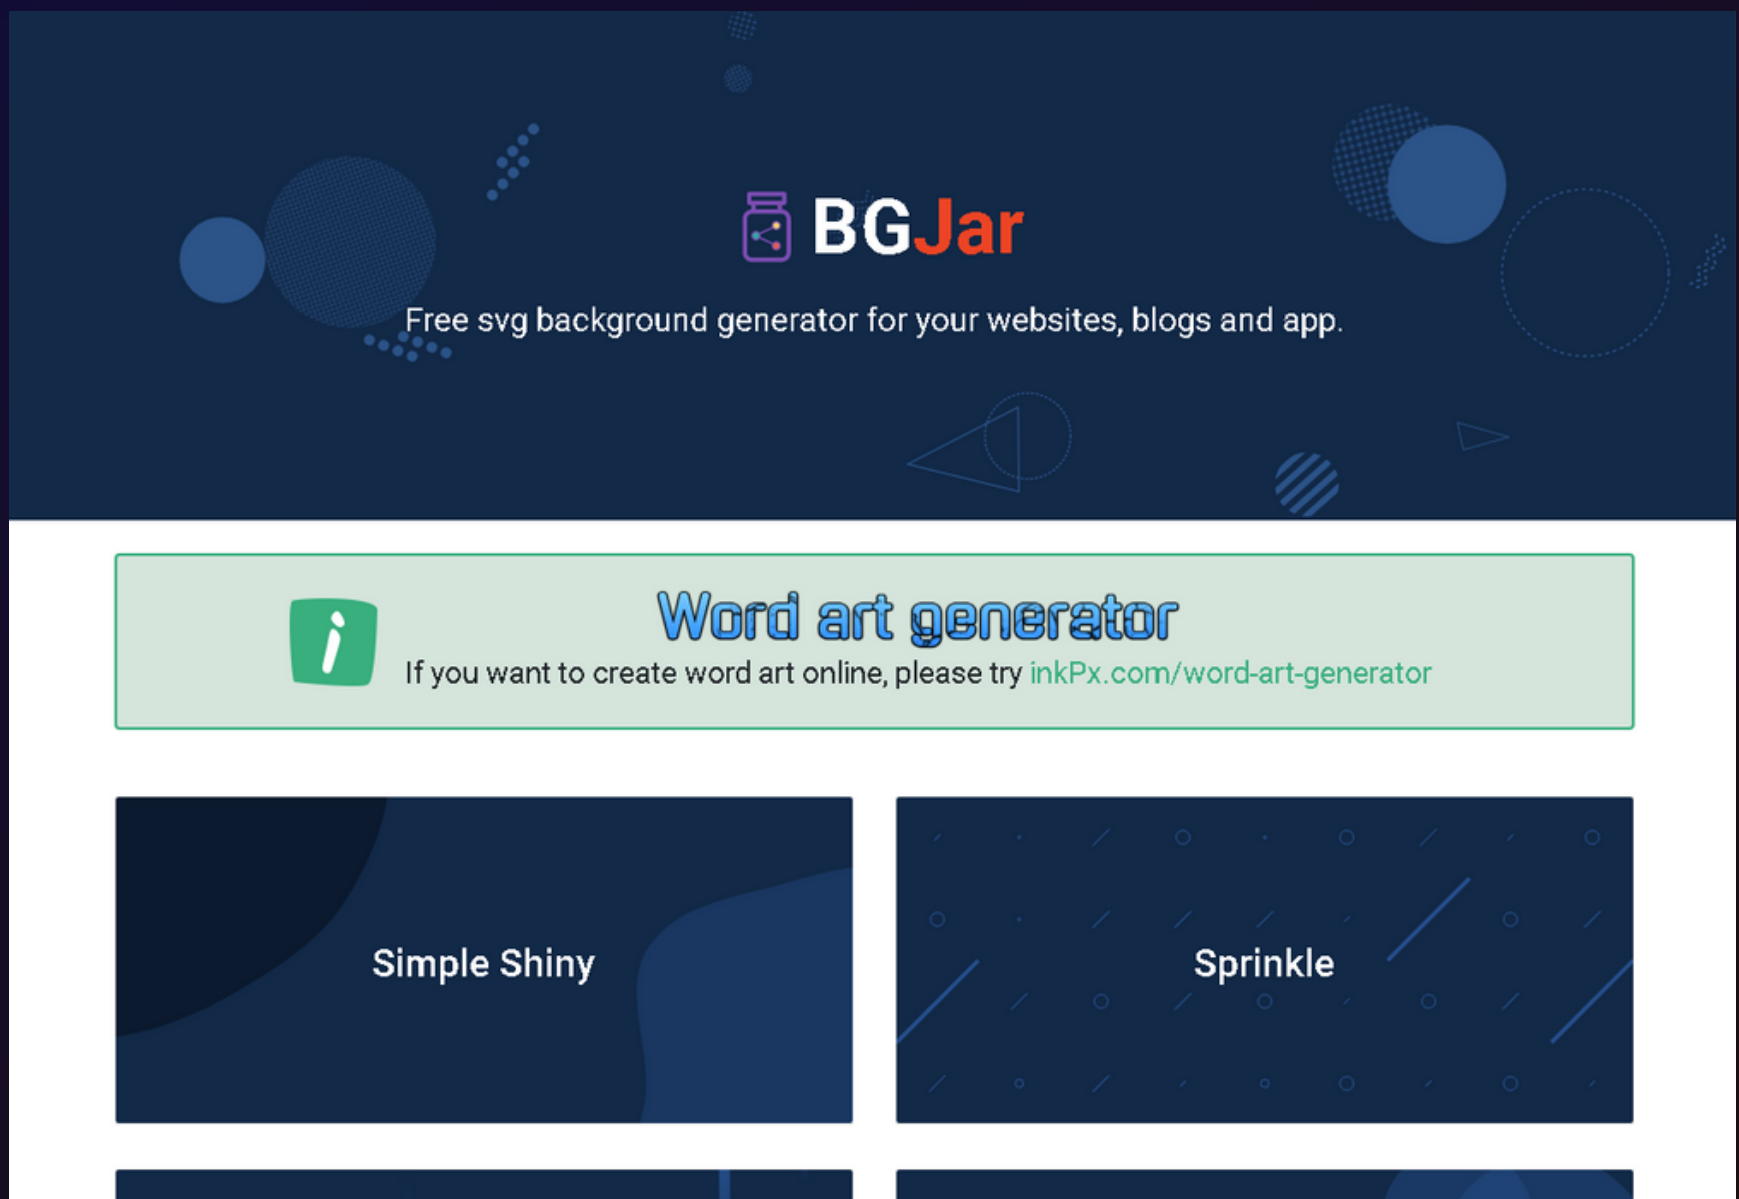 BGJar
Free svg background generator for your websites, blogs and app.
Word art generator
If you want to create word art online, please try inkPx.com/word-art-generator
Simple Shiny
Sprinkle